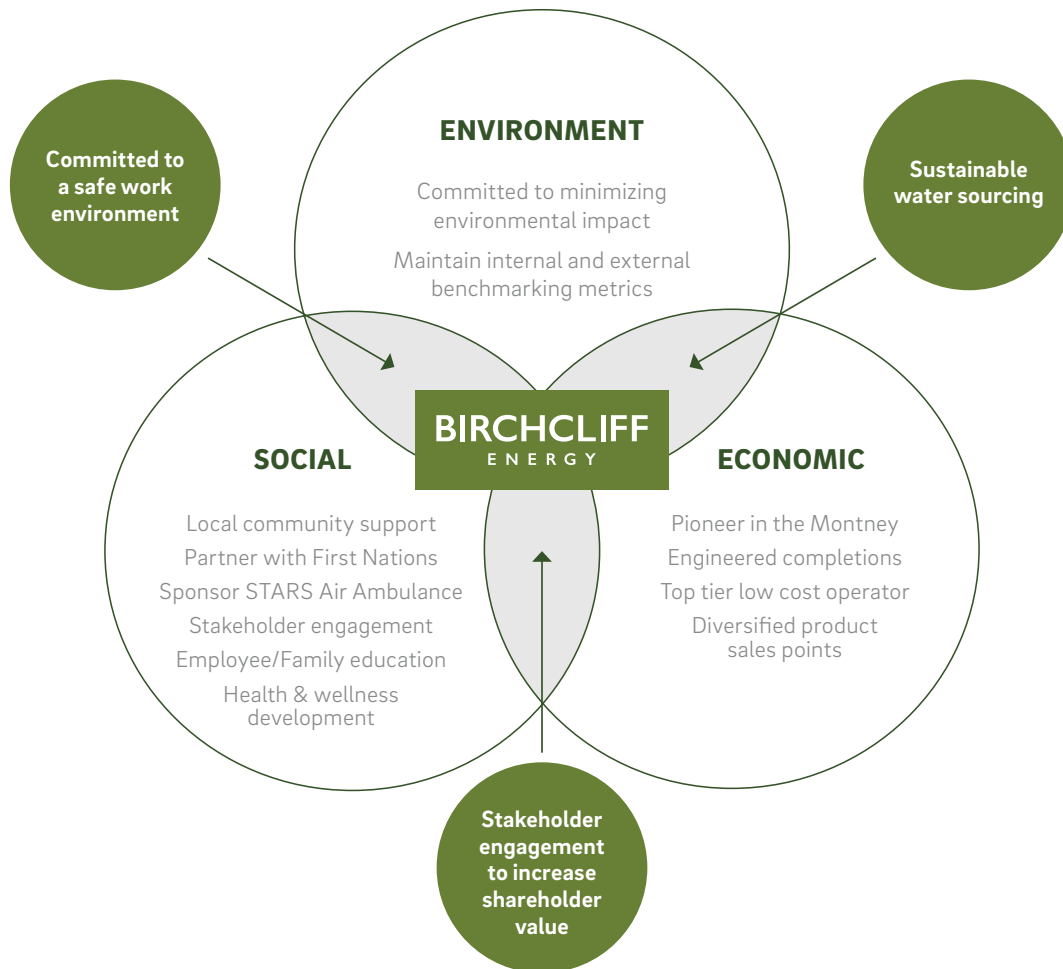 ENVIRONMENT
Committed to minimizing
environmental impact
Maintain internal and external
benchmarking metrics
Committed to
a safe work
environment
Sustainable
water sourcing
BIRCHCLIFF
ENERGY
SOCIAL
Local community support
Partner with First Nations
Sponsor STARS Air Ambulance
Stakeholder engagement
Employee/Family education
Health & wellness
development
ECONOMIC
Pioneer in the Montney
Engineered completions
Top tier low cost operator
Diversified product
sales points
Stakeholder
engagement
to increase
shareholder
value